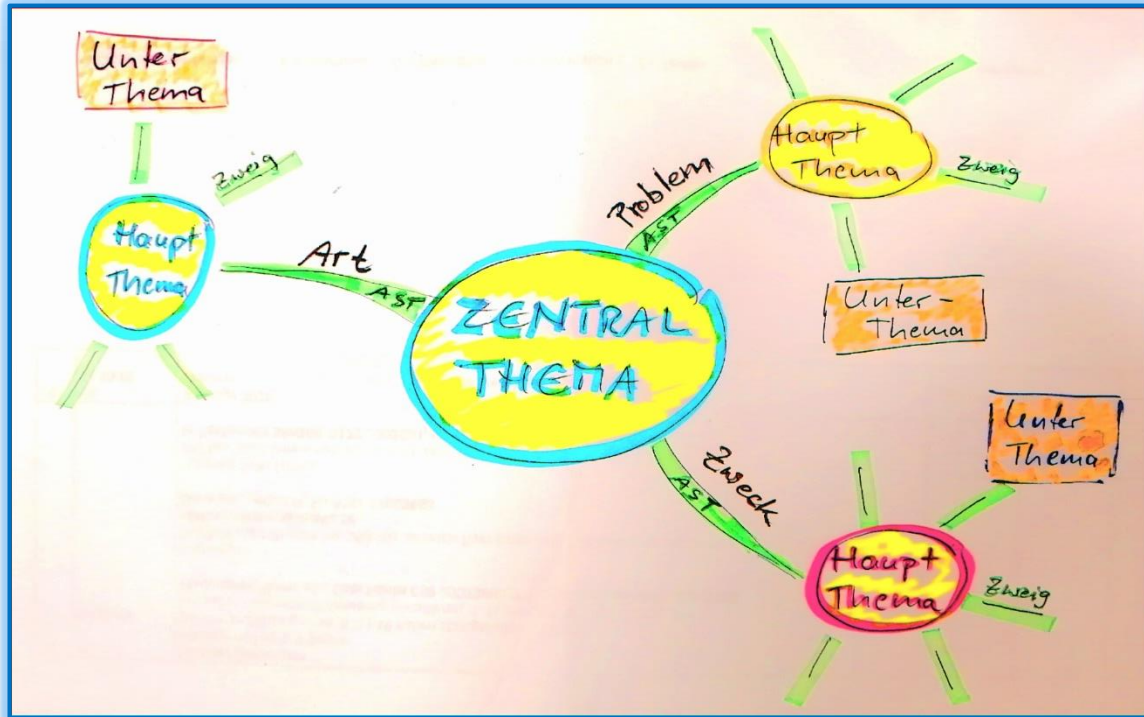 Unter
Thema
Zweig
Haupt
Thema
Art
AST
ZENTRAL
THEMA
Problem
AST
Haupt
Thema
Zweig
Unter-
Thema
Zweck
AST
Unter
Thema
Haupt
Thema
Zweig